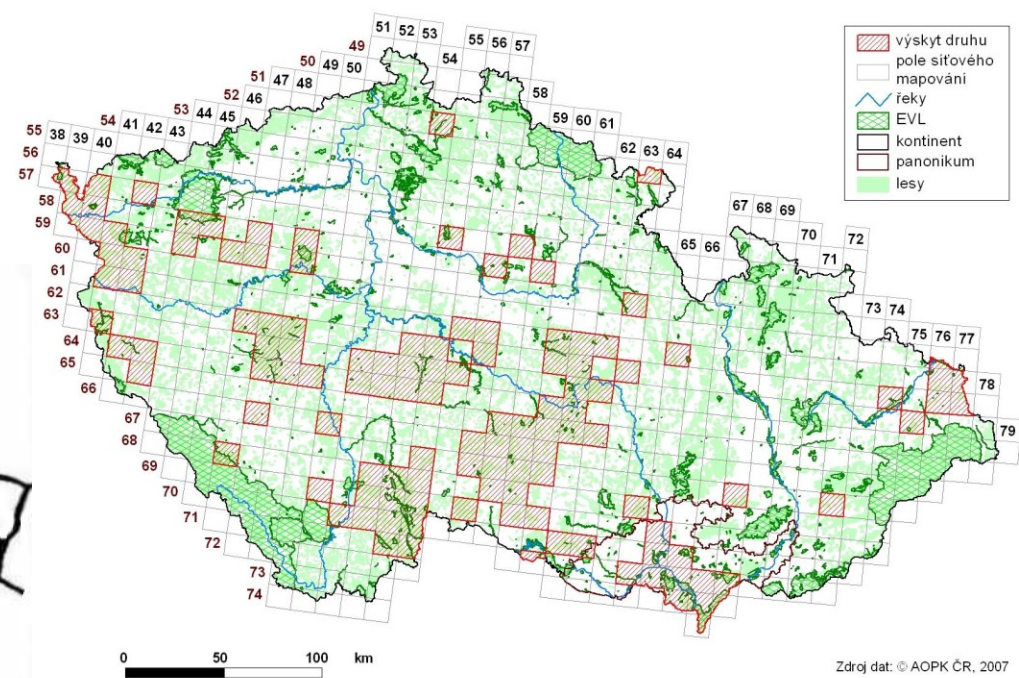 51 52 53
49
54
55 56 57
50
49 50
51
47 48
58
52
46
59 60 61
53
44 45
54
41 42 43
55
38 39 40
56
57
58
59
60
61
62
63
64
65
66
67
68
69
70
71
72
73
74
62 63 64
65 66
67 68 69
70
71
72
73 74
75 76 77
78
79
výskyt druhu
pole síťového
mapování
řeky
EVL
kontinent
panonikum
lesy
0 50 100 km
Zdroj dat: © AOPK ČR, 2007